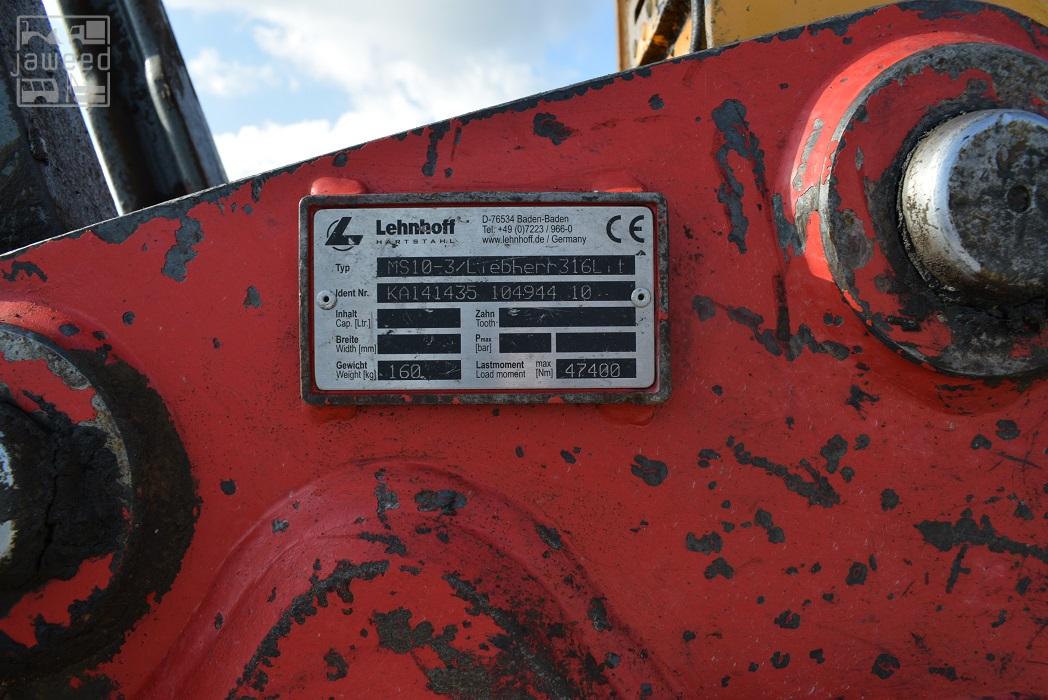 jaweed
Lehnhoff
HARTSTAHL
D-76534 Baden-Baden
Tel: +49 (0)7223 / 966-0
www.lehnhoff.de / Germany
CE
Typ MS10-3/Liebherr316Lit
Ident Nr. KA141435 104944 10
Inhalt
Cap. [Ltr.]
Zahn
Tooth
Breite
Width [mm]
Pmax
[bar]
Gewicht
Weight [kg] 160
Lastmoment max
Load moment [Nm] 47400